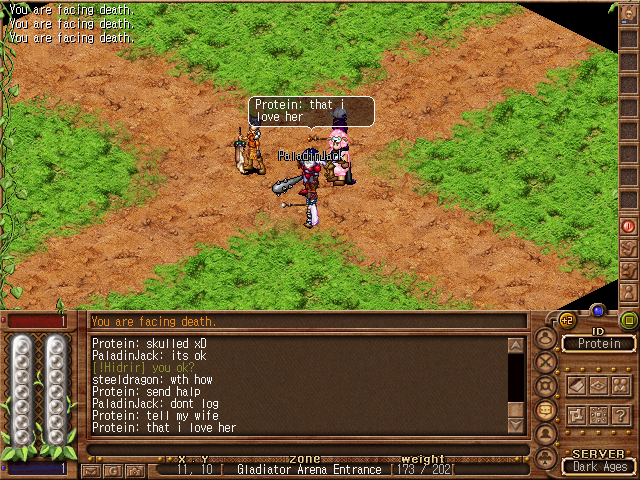 You are facing death.
You are facing death.
You are facing death.
Protein: that i
love her
PaladinJack
1
You are facing death.
+2
ID
Protein
Protein: skulled xD
PaladinJack: its ok
[!Hidrir] you ok?
steeldragon: wth how
Protein: send halp
PaladinJack: dont log
Protein: tell my wife
Protein: that i love her
1
X Y zone weight
11, 10 [ Gladiator Arena Entrance [173 / 202[
SERVER
Dark Ages